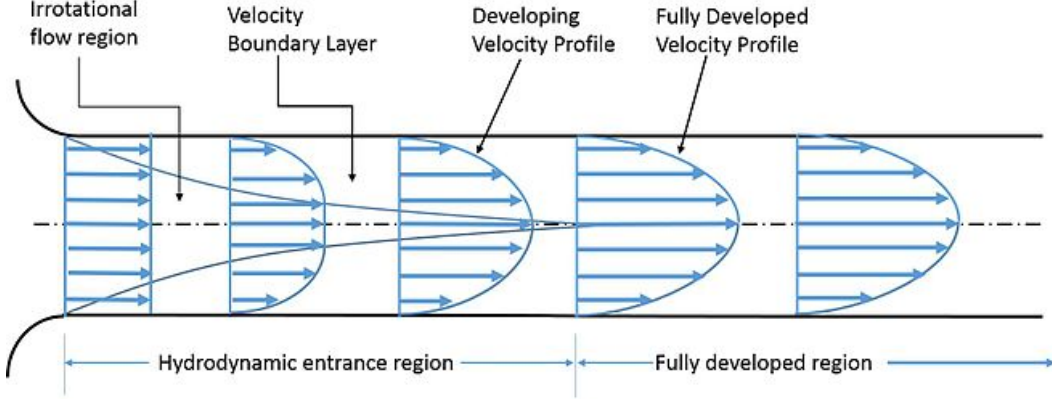 Irrotational
flow region
Velocity
Boundary Layer
Developing
Velocity Profile
Fully Developed
Velocity Profile
Hydrodynamic entrance region
Fully developed region